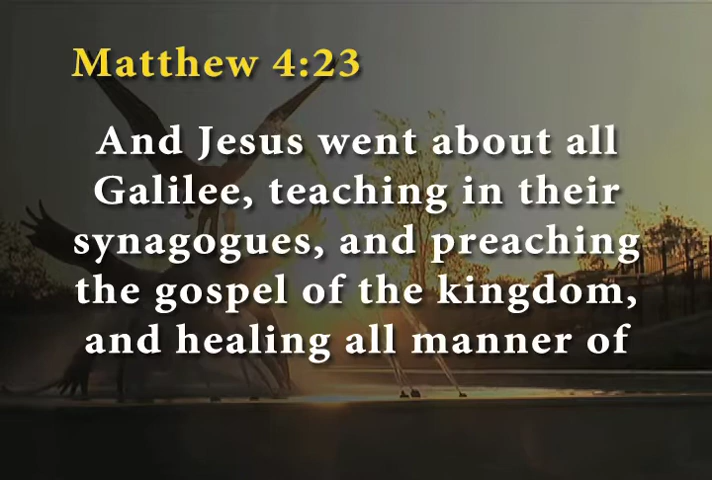 Matthew 4:23
And Jesus went about all
Galilee, teaching in their
synagogues, and preaching
the gospel of the kingdom,
and healing all manner of